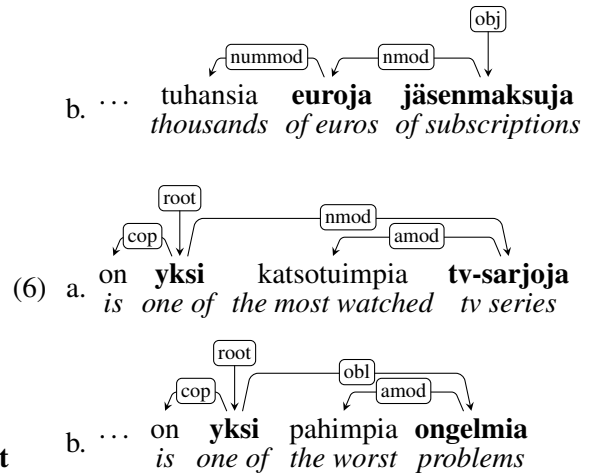 obj
nummod nmod
b. ··· tuhansia euroja jäsenmaksuja
thousands of euros of subscriptions
root
nmod
cop amod
(6) a. on yksi katsotuimpia tv-sarjoja
is one of the most watched tv series
root
obl
cop amod
b. ··· on yksi pahimpia ongelmia
t is one of the worst problems